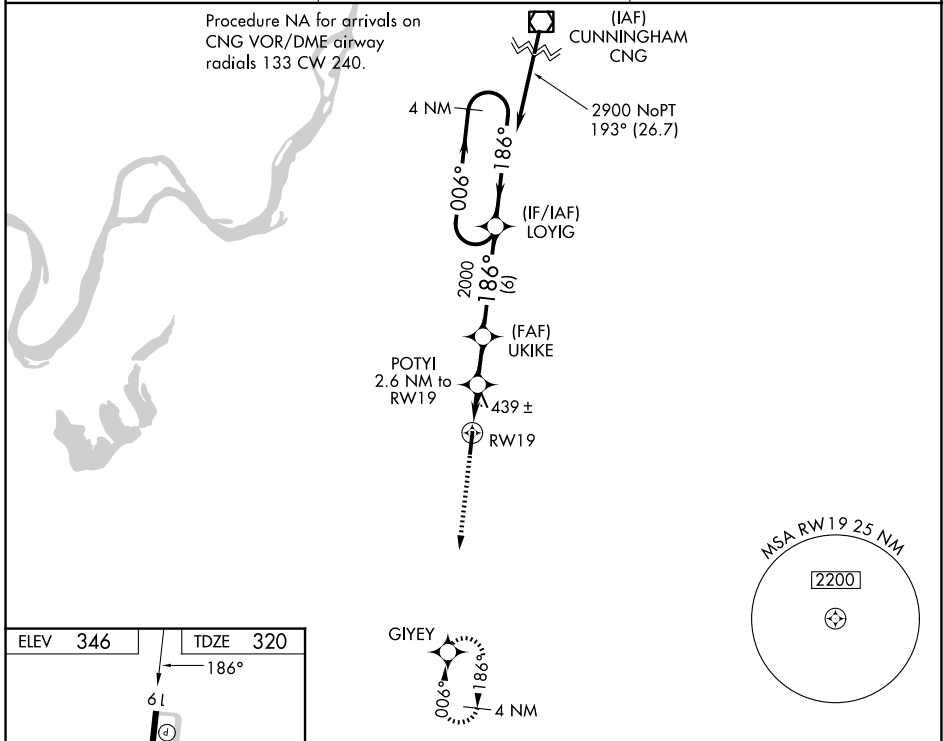 Procedure NA for arrivals on
CNG VOR/DME airway
radials 133 CW 240.
(IAF)
CUNNINGHAM
CNG
2900 NoPT
193° (26.7)
4 NM
186°
006°
(IF/IAF)
LOYIG
2000
186°
(6)
(FAF)
UKIKE
POTYI
2.6 NM to
RW19
439 ±
RW19
MSA RW19 25 NM
2200
GIYEY
186°
006°
4 NM
ELEV 346
TDZE 320
186°
19
P